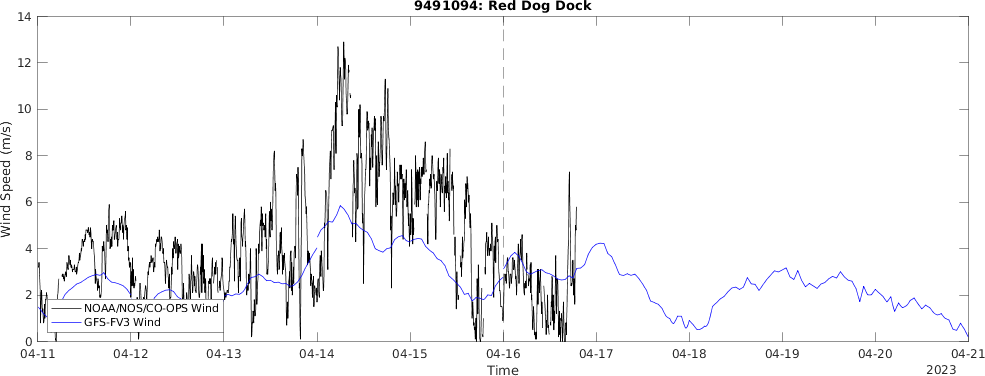 9491094: Red Dog Dock
14
12
10
8
6
4
2
0
Wind Speed (m/s)
NOAA/NOS/CO-OPS Wind
GFS-FV3 Wind
04-11 04-12 04-13 04-14 04-15 04-16 04-17 04-18 04-19 04-20 04-21
Time
2023